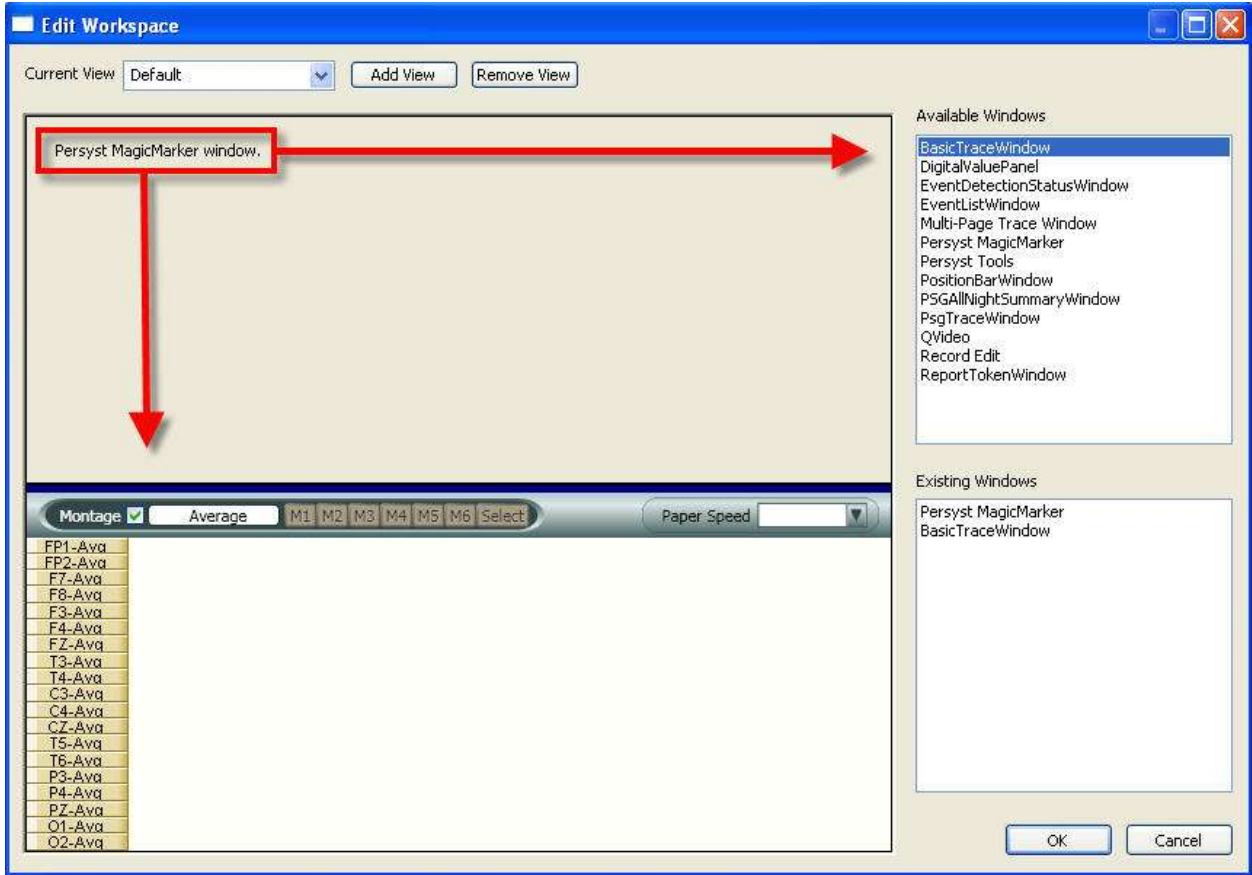 Edit Workspace
Current View Default Add View Remove View
Persyst MagicMarker window.
Available Windows
BasicTraceWindow
DigitalValuePanel
EventDetectionStatusWindow
EventListWindow
Multi-Page Trace Window
Persyst MagicMarker
Persyst Tools
PositionBarWindow
PSGAllNightSummaryWindow
PsgTraceWindow
QVideo
Record Edit
ReportTokenWindow
Montage Average M1 M2 M3 M4 M5 M6 Select Paper Speed
FP1-Avg
FP2-Avg
F7-Avg
F8-Avg
F3-Avg
F4-Avg
FZ-Avg
T3-Avg
T4-Avg
C3-Avg
C4-Avg
CZ-Avg
T5-Avg
T6-Avg
P3-Avg
P4-Avg
PZ-Avg
O1-Avg
O2-Avg
Existing Windows
Persyst MagicMarker
BasicTraceWindow
OK Cancel